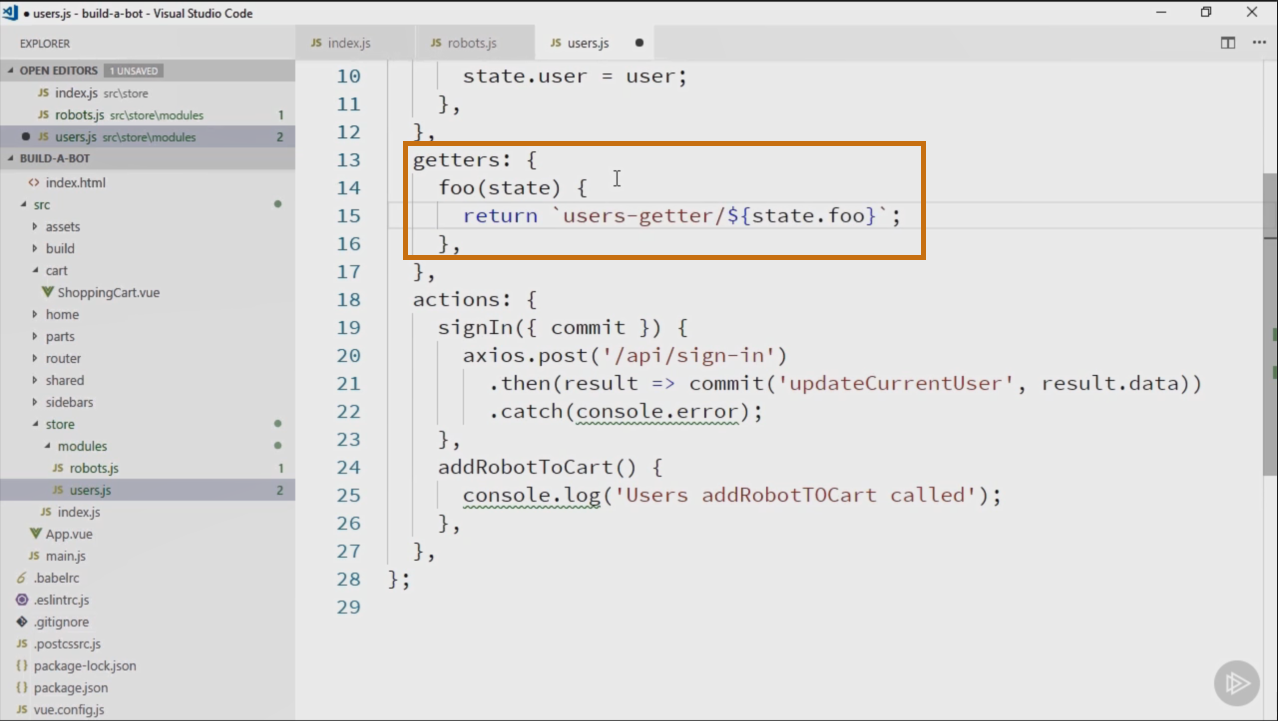 users.js - build-a-bot - Visual Studio Code
EXPLORER
OPEN EDITORS 1 UNSAVED
JS index.js src\store
JS robots.js src\store\modules 1
JS users.js src\store\modules 2
BUILD-A-BOT
<> index.html
src
assets
build
cart
ShoppingCart.vue
home
parts
router
shared
sidebars
store
modules
JS robots.js 1
JS users.js 2
JS index.js
App.vue
JS main.js
.babelrc
.eslintrc.js
.gitignore
JS .postcssrc.js
{} package-lock.json
{} package.json
JS vue.config.js
JS index.js
JS robots.js
JS users.js
10 state.user = user;
11 },
12 },
13 getters: {
14 foo(state) {
15 return `users-getter/${state.foo}`;
16 },
17 },
18 actions: {
19 signIn({ commit }) {
20 axios.post('/api/sign-in')
21 .then(result => commit('updateCurrentUser', result.data))
22 .catch(console.error);
23 },
24 addRobotToCart() {
25 console.log('Users addRobotTOCart called');
26 },
27 },
28 };
29